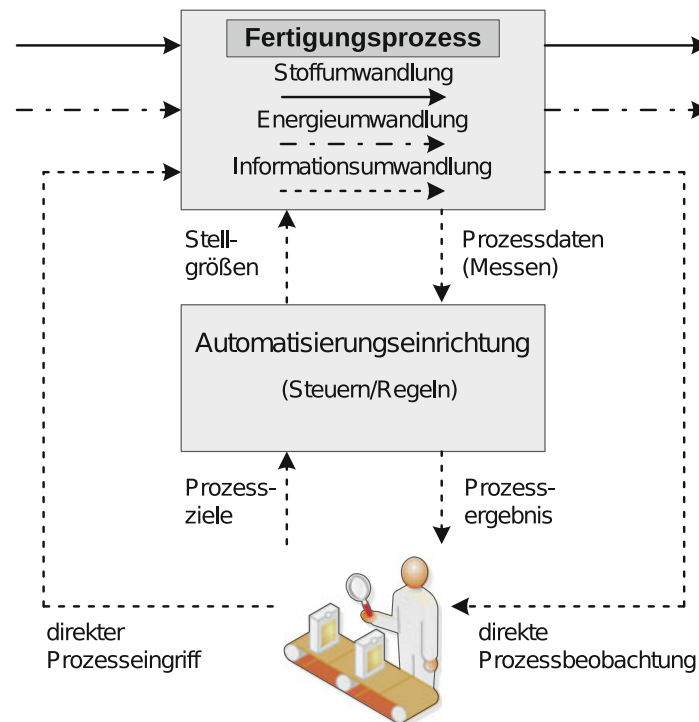 Fertigungsprozess
Stoffumwandlung
Energieumwandlung
Informationsumwandlung
Stell-
größen
Prozessdaten
(Messen)
Automatisierungseinrichtung
(Steuern/Regeln)
Prozess-
ziele
Prozess-
ergebnis
direkter
Prozesseingriff
direkte
Prozessbeobachtung